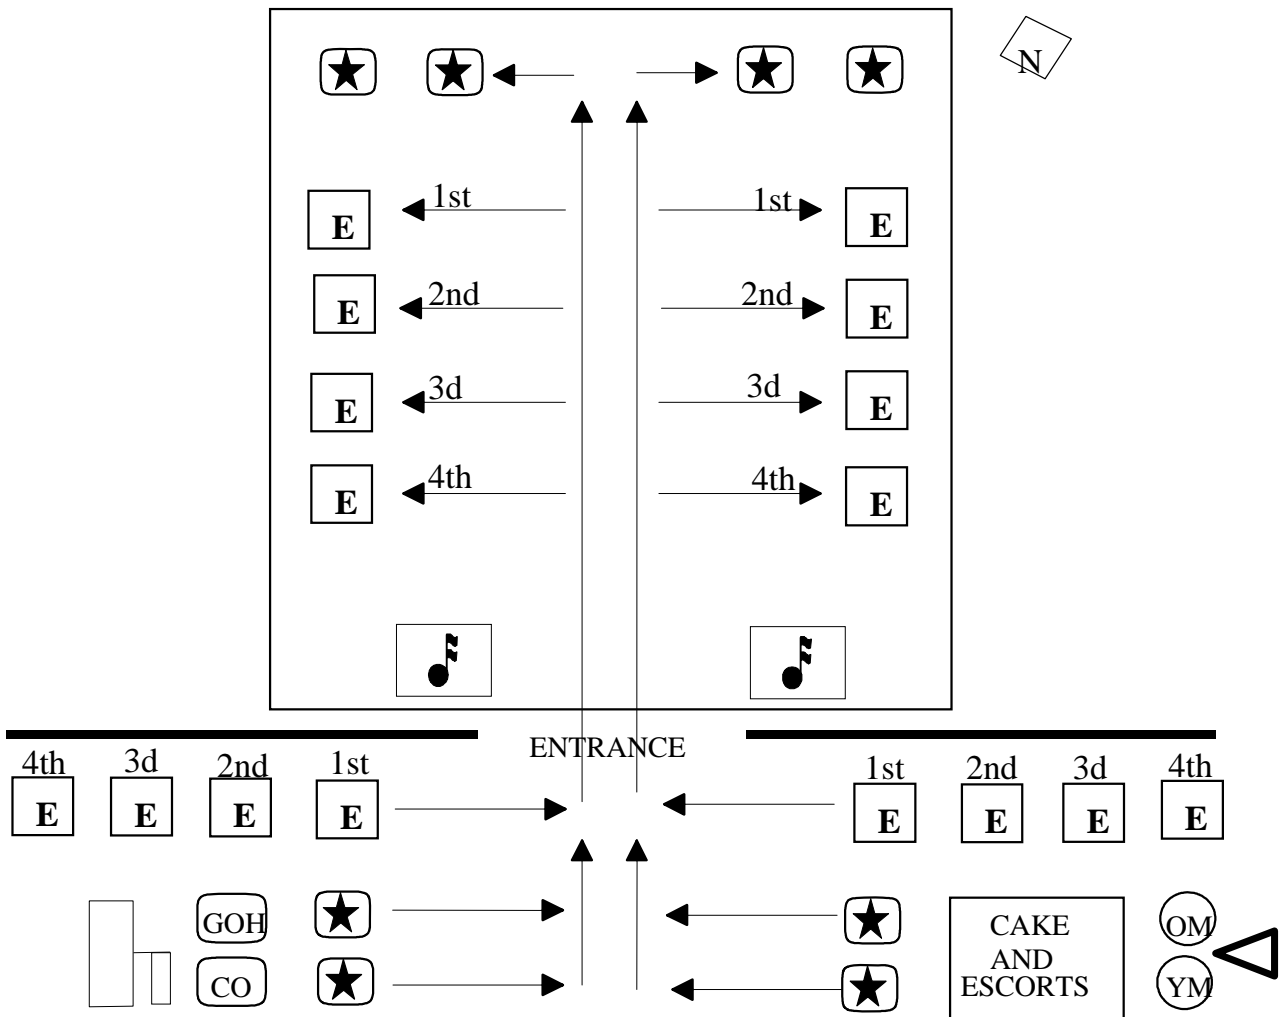 N
1st 1st
E E
2nd 2nd
E E
3d 3d
E E
4th 4th
E E
ENTRANCE
4th 3d 2nd 1st 1st 2nd 3d 4th
E E E E E E E E
GOH CAKE OM
AND
CO ESCORTS YM